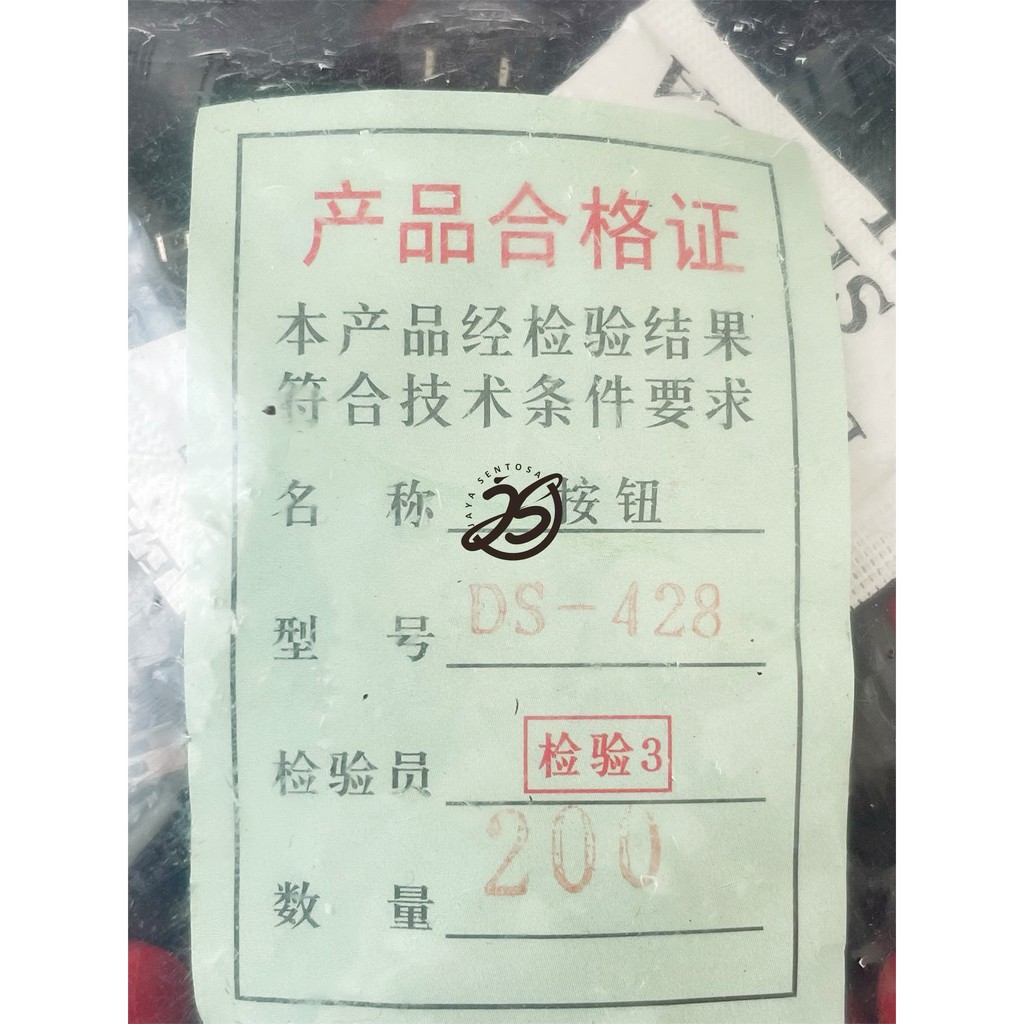 产品合格证
本产品经检验结果
符合技术条件要求
名称 按钮
JAYA SENTOSA
JS
型号 DS-428
检验员 检验3
数量 200